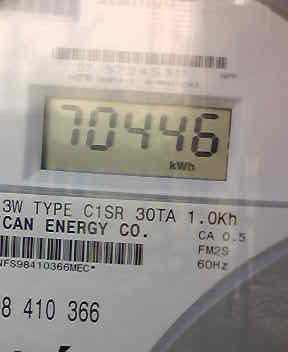 70446
kWh
3W TYPE C1SR 30TA 1.0Kh
CAN ENERGY CO.
CA 0.5
FM2S
60Hz
NFS98410366MEC*
8 410 366